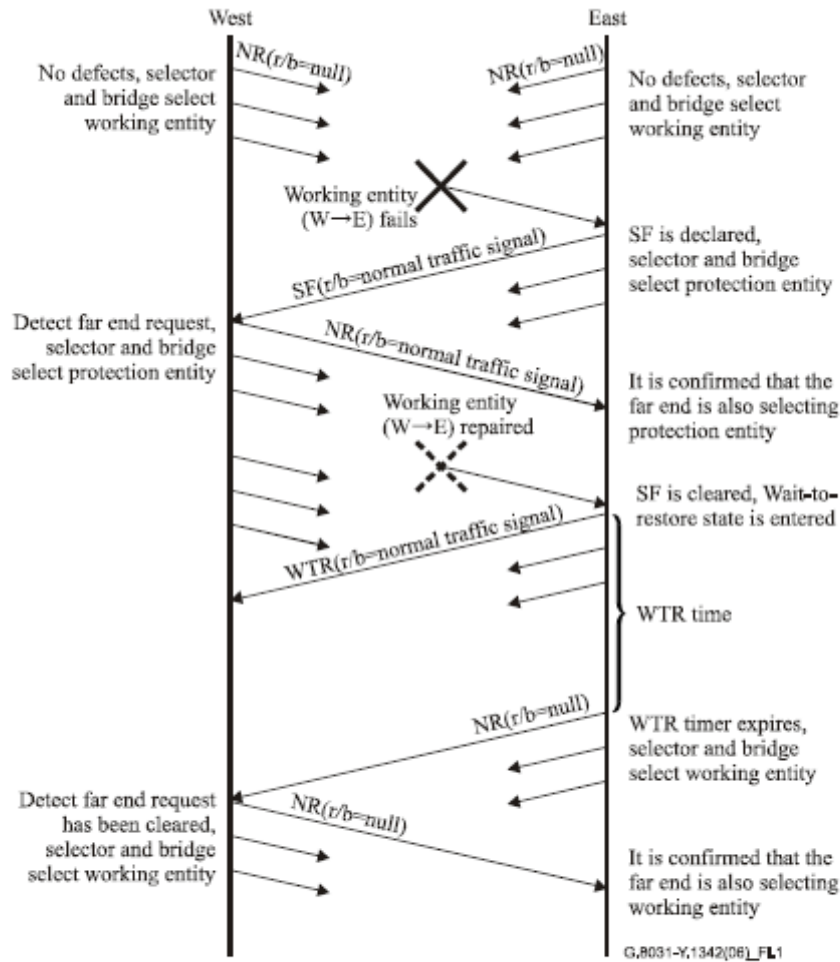 West
East
NR(r/b=null)
NR(r/b=null)
No defects, selector
and bridge select
working entity
No defects, selector
and bridge select
working entity
Working entity
(W→E) fails
SF is declared,
selector and bridge
select protection entity
SF(r/b=normal traffic signal)
Detect far end request,
selector and bridge
select protection entity
NR(r/b=normal traffic signal)
It is confirmed that the
far end is also selecting
protection entity
Working entity
(W→E) repaired
SF is cleared, Wait-to-
restore state is entered
WTR(r/b=normal traffic signal)
WTR time
NR(r/b=null)
WTR timer expires,
selector and bridge
select working entity
Detect far end request
has been cleared,
selector and bridge
select working entity
NR(r/b=null)
It is confirmed that the
far end is also selecting
working entity
G.8031-Y.1342(06)_FL1